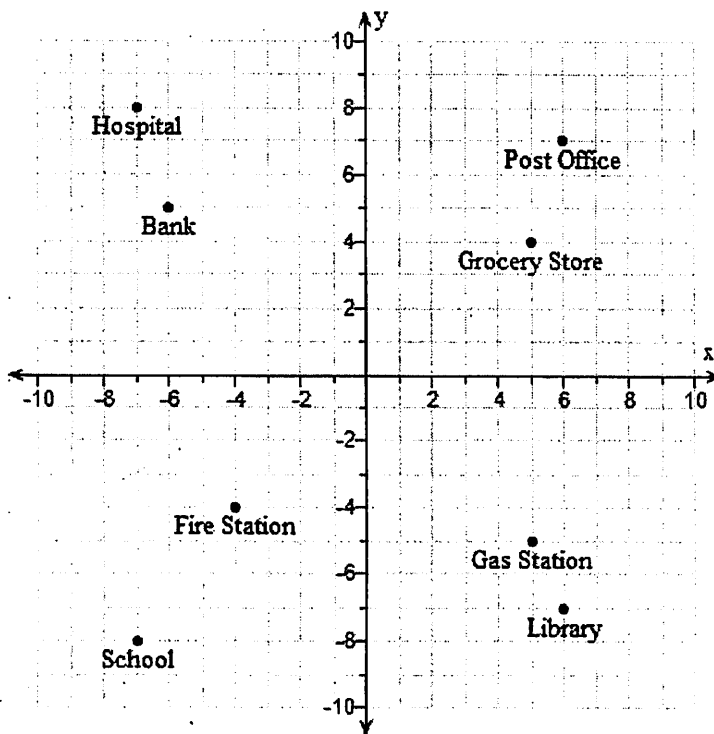 y
10
8
Hospital
Post Office
6
Bank
4
Grocery Store
2
x
-10 -8 -6 -4 2 4 6 8 10
-2
-4
Fire Station
Gas Station
-6
Library
-8
School
-10